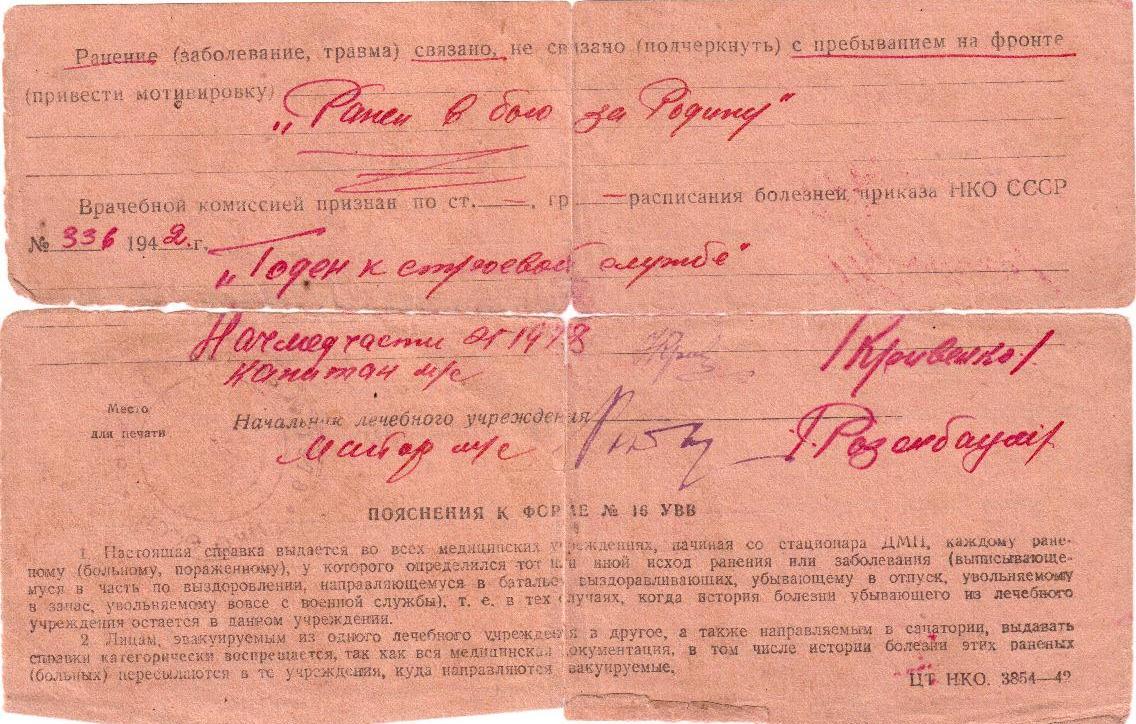 Ранение (заболевание, травма) связано, не связано (подчеркнуть) с пребыванием на фронте
(привести мотивировку)
„Ранен в бою за Родину"
Врачебной комиссией признан по ст. — , гр — расписания болезней приказа НКО СССР
№ 336 1942 г.
„Годен к строевой службе"
Начмедчасти эг 1978 /Кривенко/
капитан м/с
Место
для печати
Начальник лечебного учреждения
майор м/с Розенбаум/
ПОЯСНЕНИЯ К ФОРМЕ № 16 УВВ
1 Настоящая справка выдается во всех медицинских учреждениях, начиная со стационара ДМП, каждому ране-
ному (больному, пораженному), у которого определился тот или иной исход ранения или заболевания (выписывающе-
муся в часть по выздоровлении, направляющемуся в батальон выздоравливающих, убывающему в отпуск, увольняемому
в запас, увольняемому вовсе с военной службы), т. е. в тех случаях, когда история болезни убывающего из лечебного
учреждения остается в данном учреждении.
2 Лицам, эвакуируемым из одного лечебного учреждения в другое, а также направляемым в санатории, выдавать
справки категорически воспрещается, так как вся медицинская документация, в том числе истории болезни этих раненых
(больных) пересылаются в те учреждения, куда направляются эвакуируемые.
ЦТ НКО. 3854—42